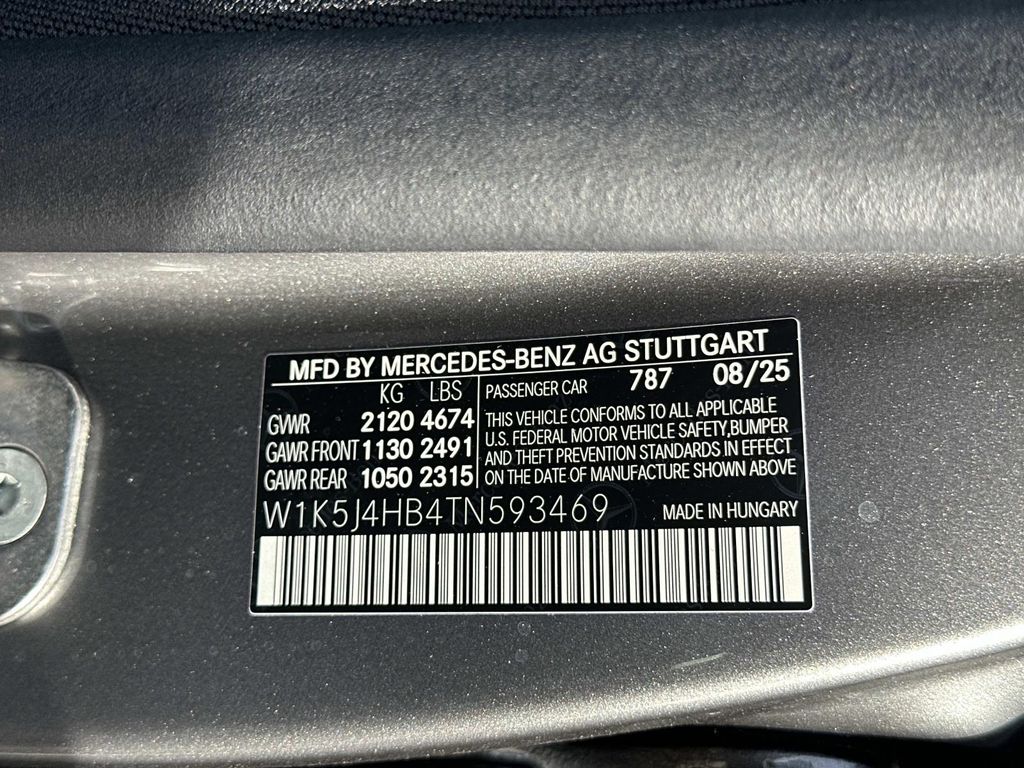 MFD BY MERCEDES-BENZ AG STUTTGART
KG LBS
GVWR 2120 4674
GAWR FRONT 1130 2491
GAWR REAR 1050 2315
PASSENGER CAR 787 08/25
THIS VEHICLE CONFORMS TO ALL APPLICABLE
U.S. FEDERAL MOTOR VEHICLE SAFETY,BUMPER
AND THEFT PREVENTION STANDARDS IN EFFECT
ON THE DATE OF MANUFACTURE SHOWN ABOVE
W1K5J4HB4TN593469
MADE IN HUNGARY